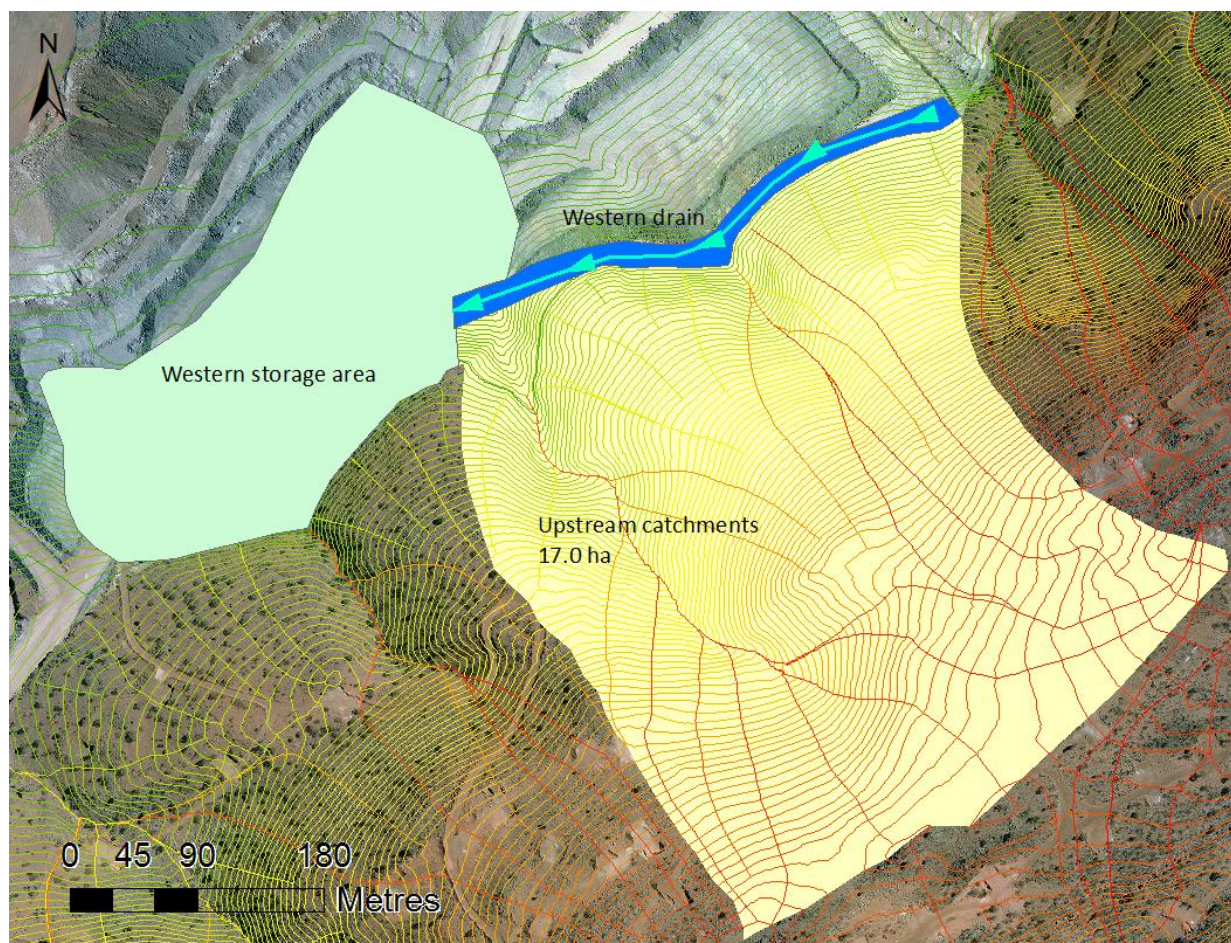 N
Western drain
Western storage area
Upstream catchments
17.0 ha
0 45 90 180
Metres